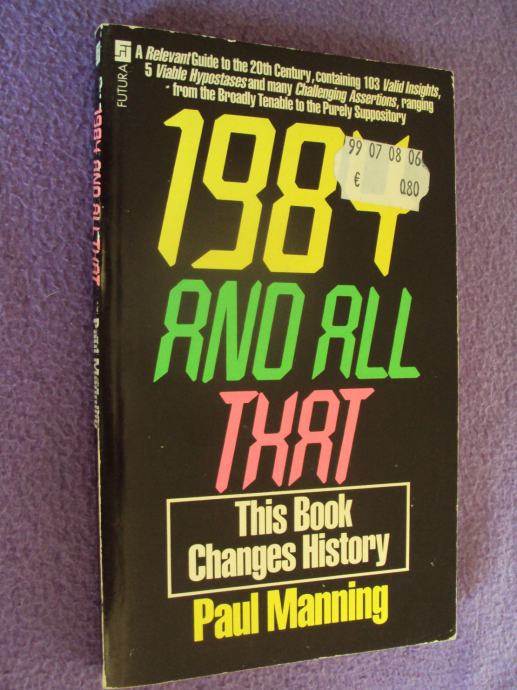 A Relevant Guide to the 20th Century, containing 103 Valid Insights,
5 Viable Hypostases and many Challenging Assertions, ranging
from the Broadly Tenable to the Purely Suppository
FUTURA
1984
99 07 08 06
€ 0.80
AND ALL
THAT
This Book
Changes History
Paul Manning
1984 AND ALL THAT Paul Manning